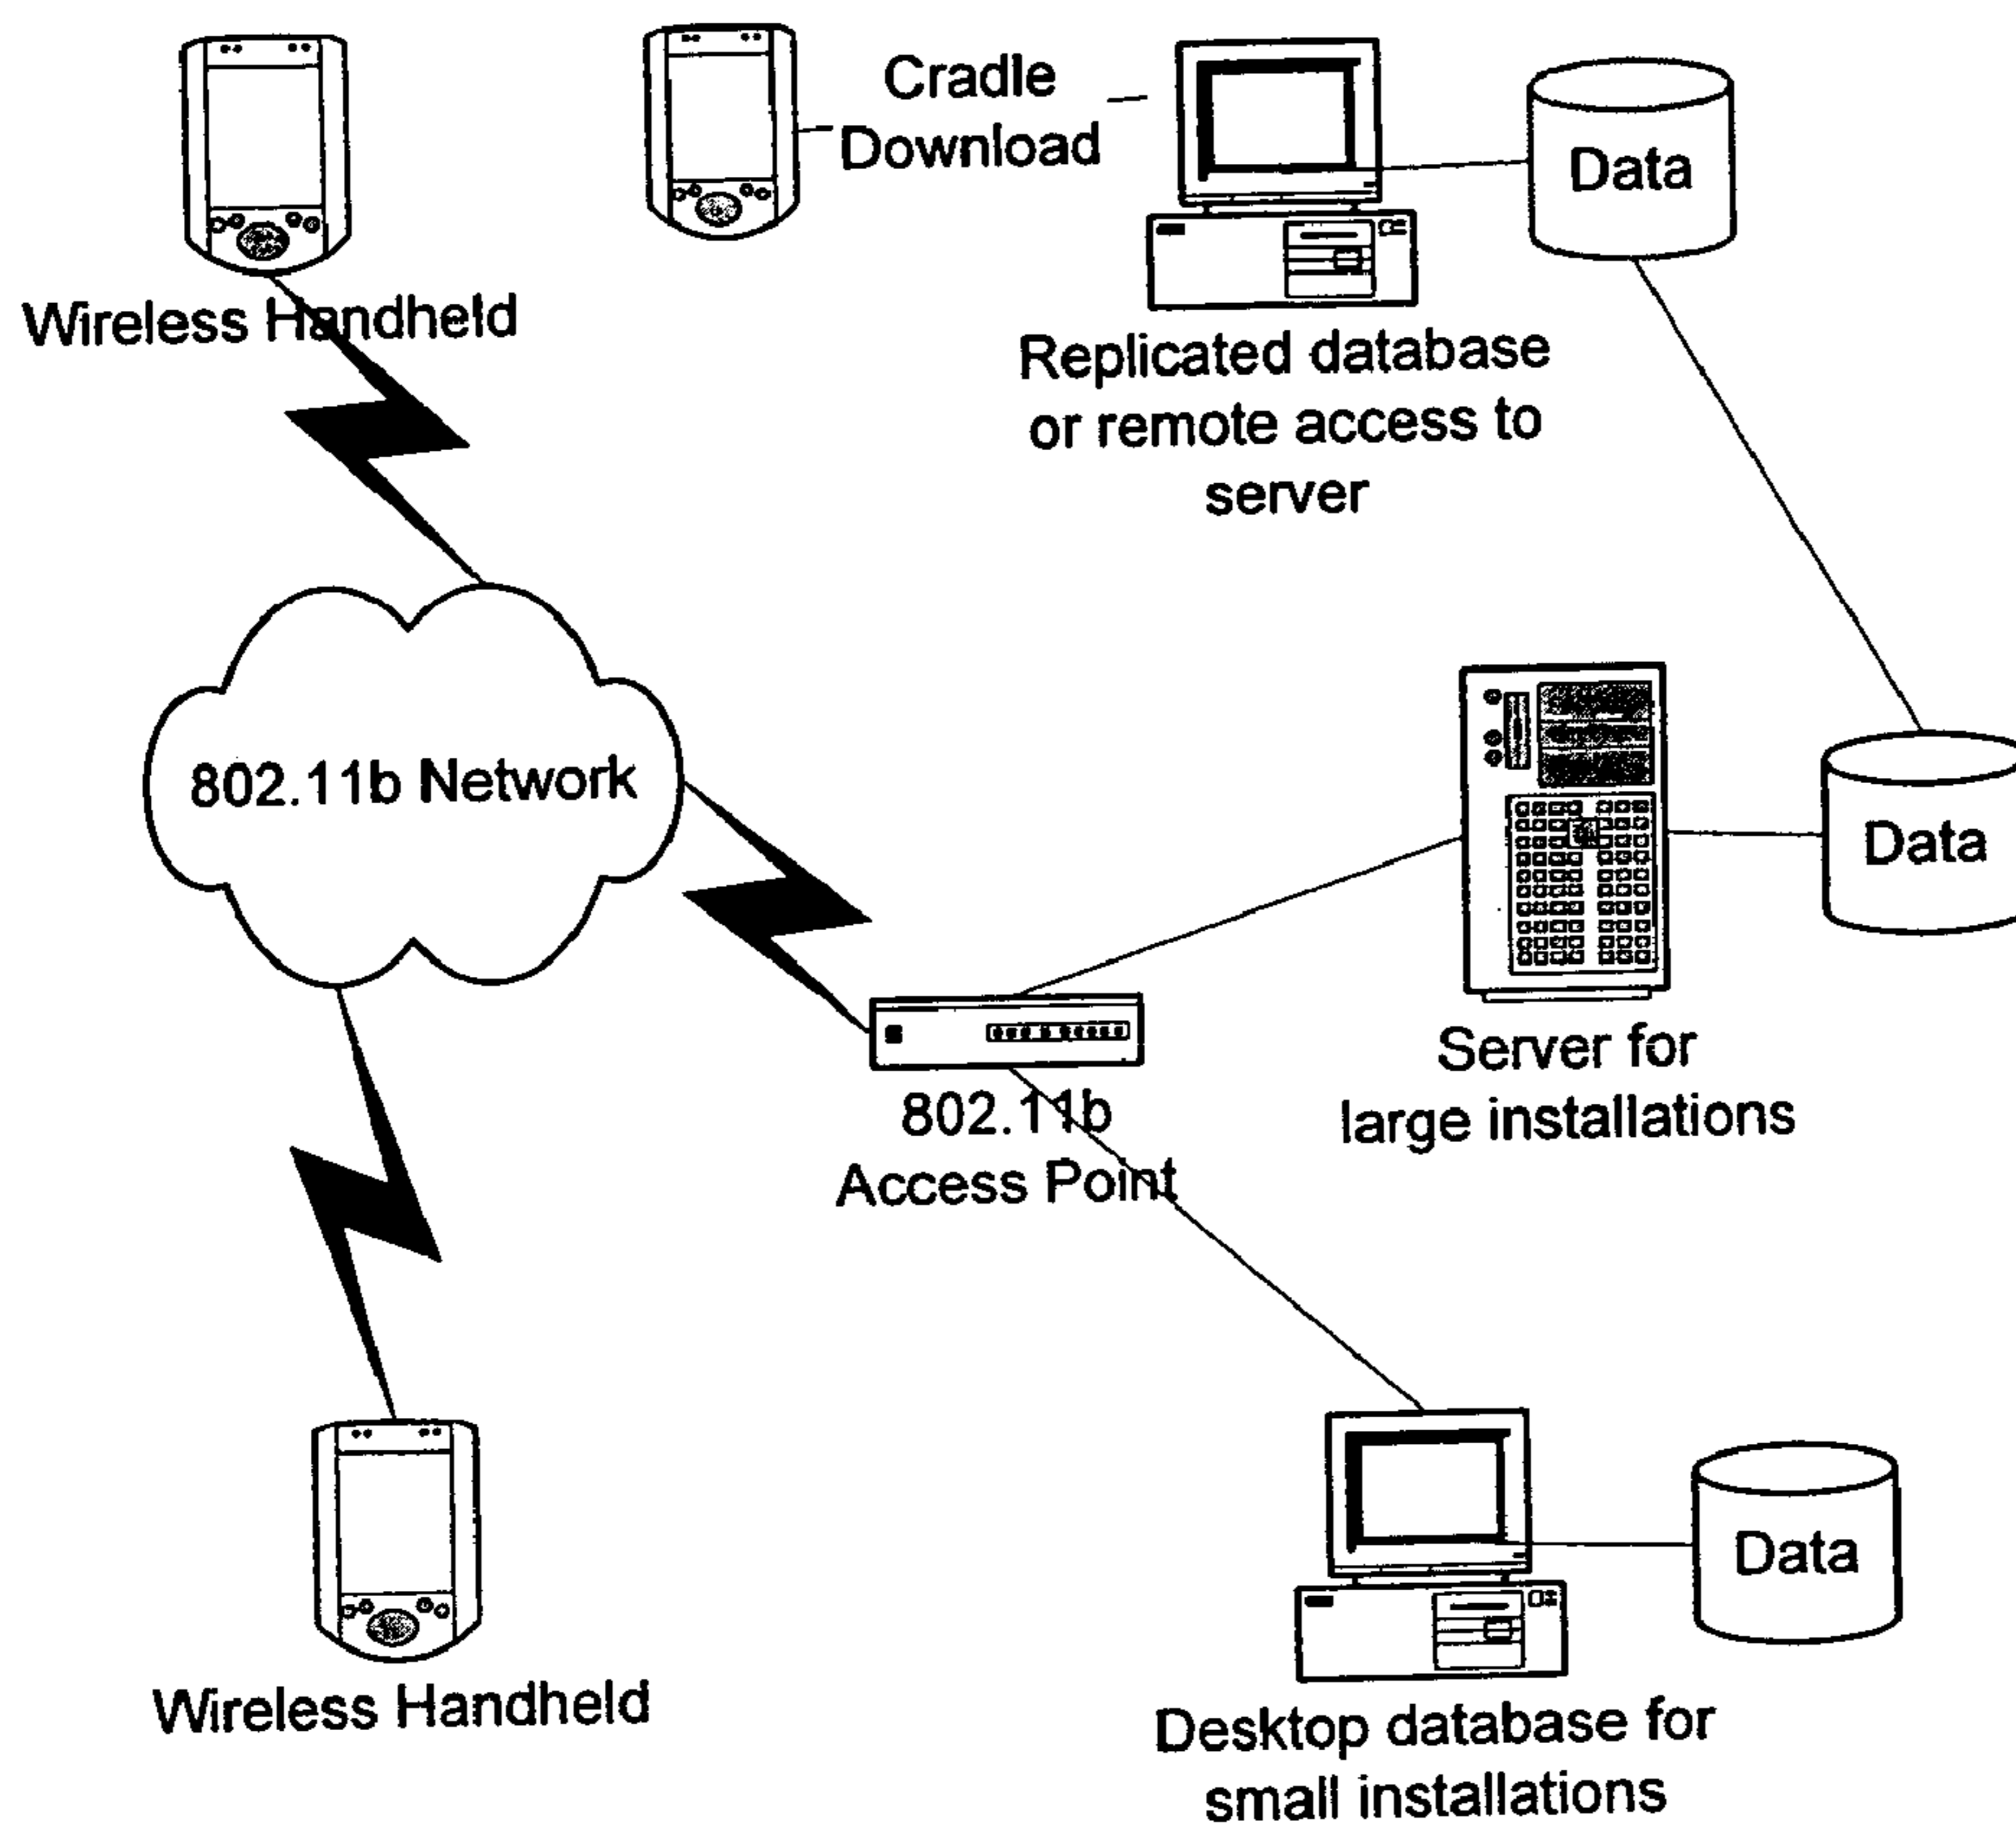 Cradle
Download
Data
Wireless Handheld
Replicated database
or remote access to
server
802.11b Network
Data
Server for
large installations
802.11b
Access Point
Data
Wireless Handheld
Desktop database for
small installations